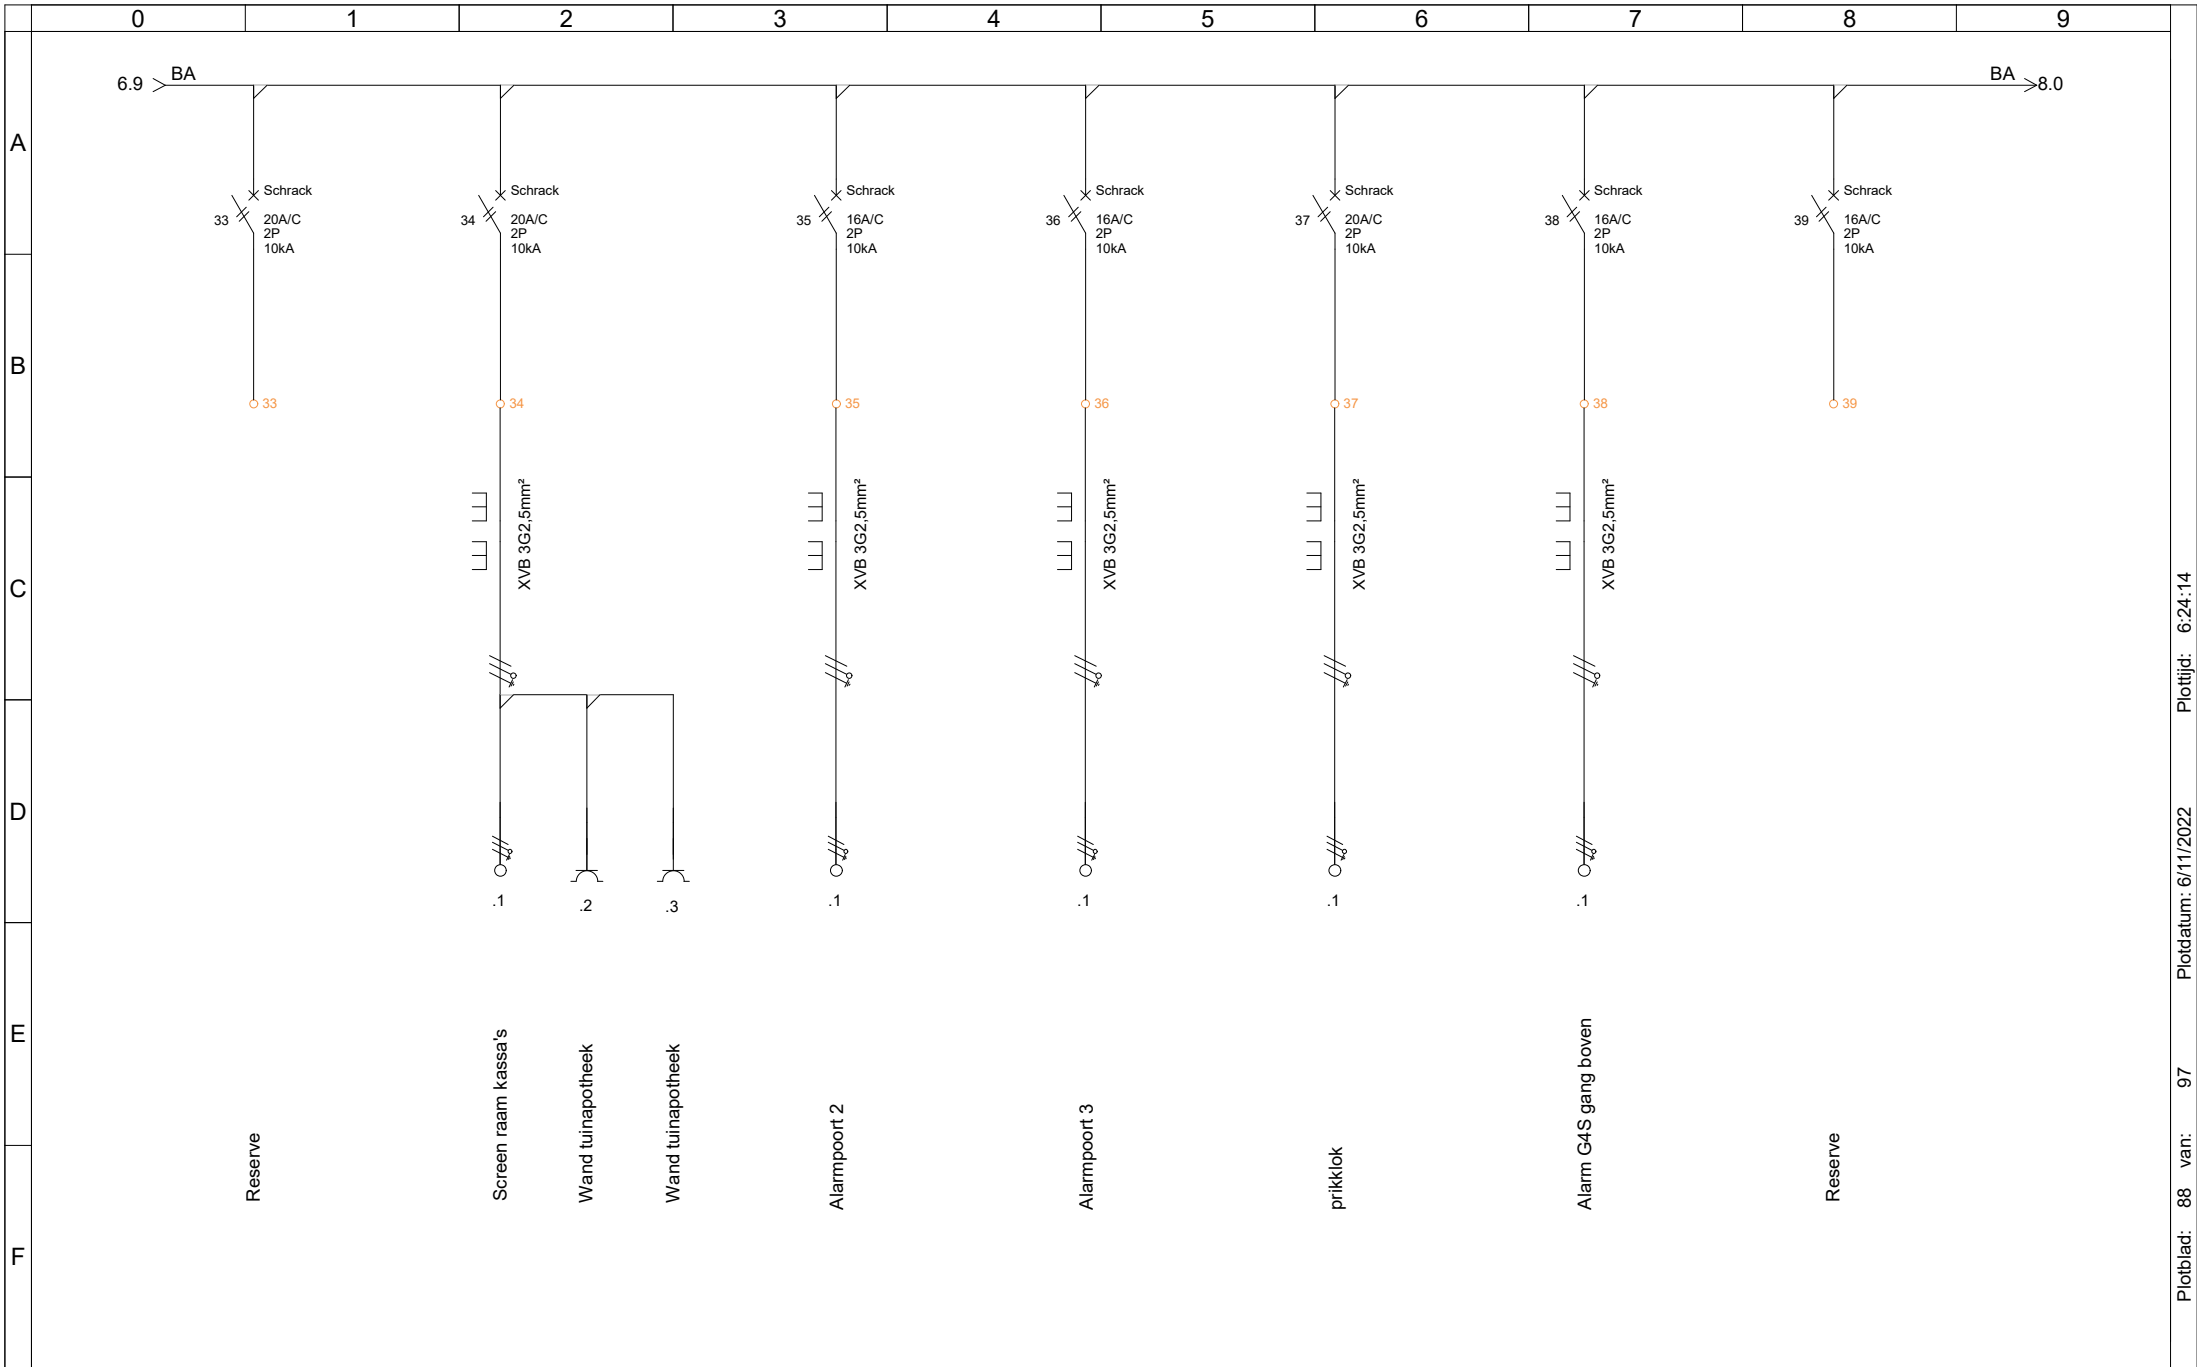 0 1 2 3 4 5 6 7 8 9
A
B
C
D
E
F
6.9 BA BA 8.0
33 Schrack
20A/C
2P
10kA
34 Schrack
20A/C
2P
10kA
35 Schrack
16A/C
2P
10kA
36 Schrack
16A/C
2P
10kA
37 Schrack
20A/C
2P
10kA
38 Schrack
16A/C
2P
10kA
39 Schrack
16A/C
2P
10kA
33 34 35 36 37 38 39
XVB 3G2,5mm²
XVB 3G2,5mm²
XVB 3G2,5mm²
XVB 3G2,5mm²
XVB 3G2,5mm²
.1 .2 .3 .1 .1 .1 .1
Reserve
Screen raam kassa's
Wand tuinapotheek
Wand tuinapotheek
Alarmpoort 2
Alarmpoort 3
prikklok
Alarm G4S gang boven
Reserve
Plotblad: 88 van: 97 Plotdatum: 6/11/2022 Plottijd: 6:24:14